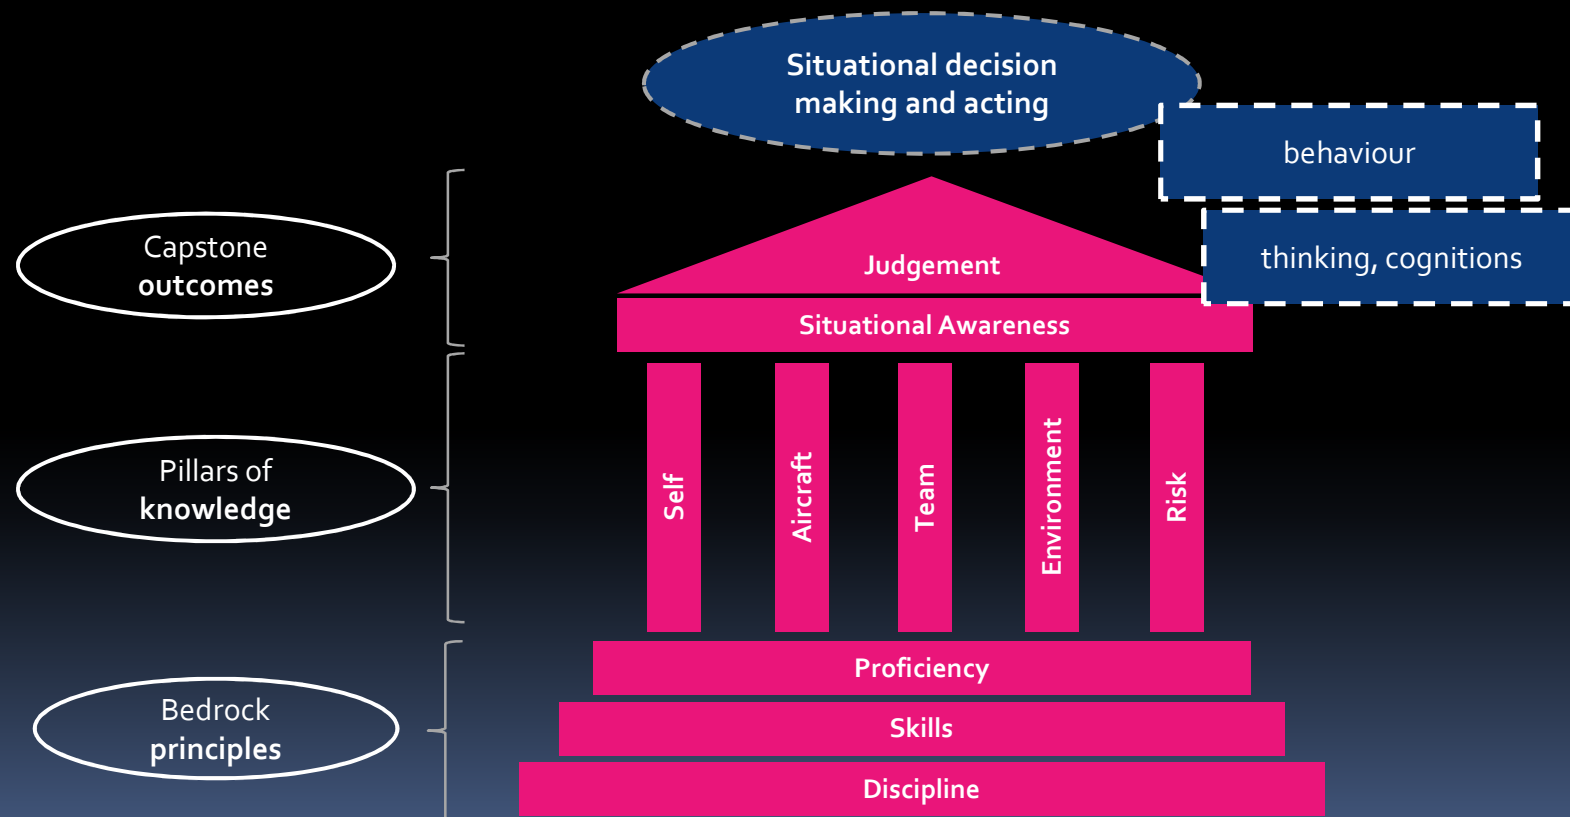 Situational decision
making and acting
behaviour
thinking, cognitions
Capstone
outcomes
Judgement
Situational Awareness
Pillars of
knowledge
Self
Aircraft
Team
Environment
Risk
Bedrock
principles
Proficiency
Skills
Discipline